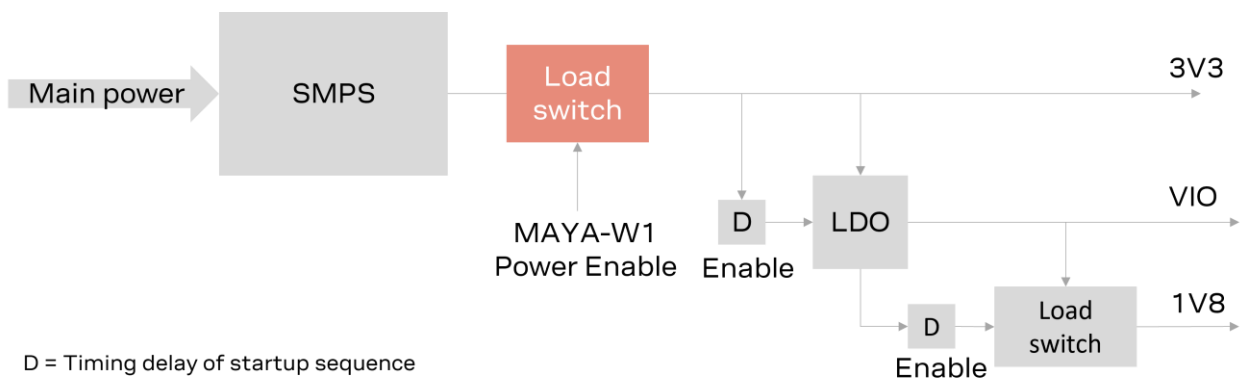 Main power
SMPS
Load
switch
3V3
MAYA-W1
Power Enable
D
Enable
LDO
VIO
D
Enable
Load
switch
1V8
D = Timing delay of startup sequence